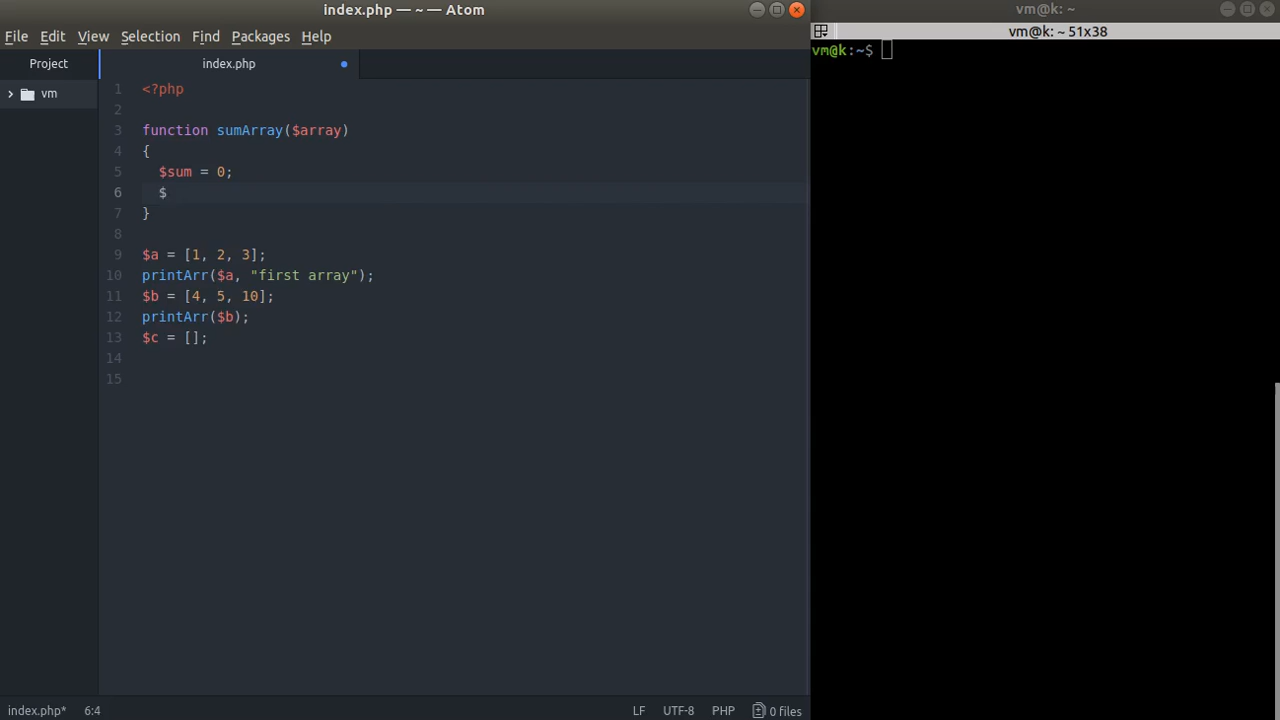 index.php — ~ — Atom
File Edit View Selection Find Packages Help
Project
index.php
vm
1 <?php
2
3 function sumArray($array)
4 {
5 $sum = 0;
6 $
7 }
8
9 $a = [1, 2, 3];
10 printArr($a, "first array");
11 $b = [4, 5, 10];
12 printArr($b);
13 $c = [];
14
15
index.php* 6:4
LF UTF-8 PHP 0 files
vm@k: ~
vm@k: ~ 51x38
vm@k:~$